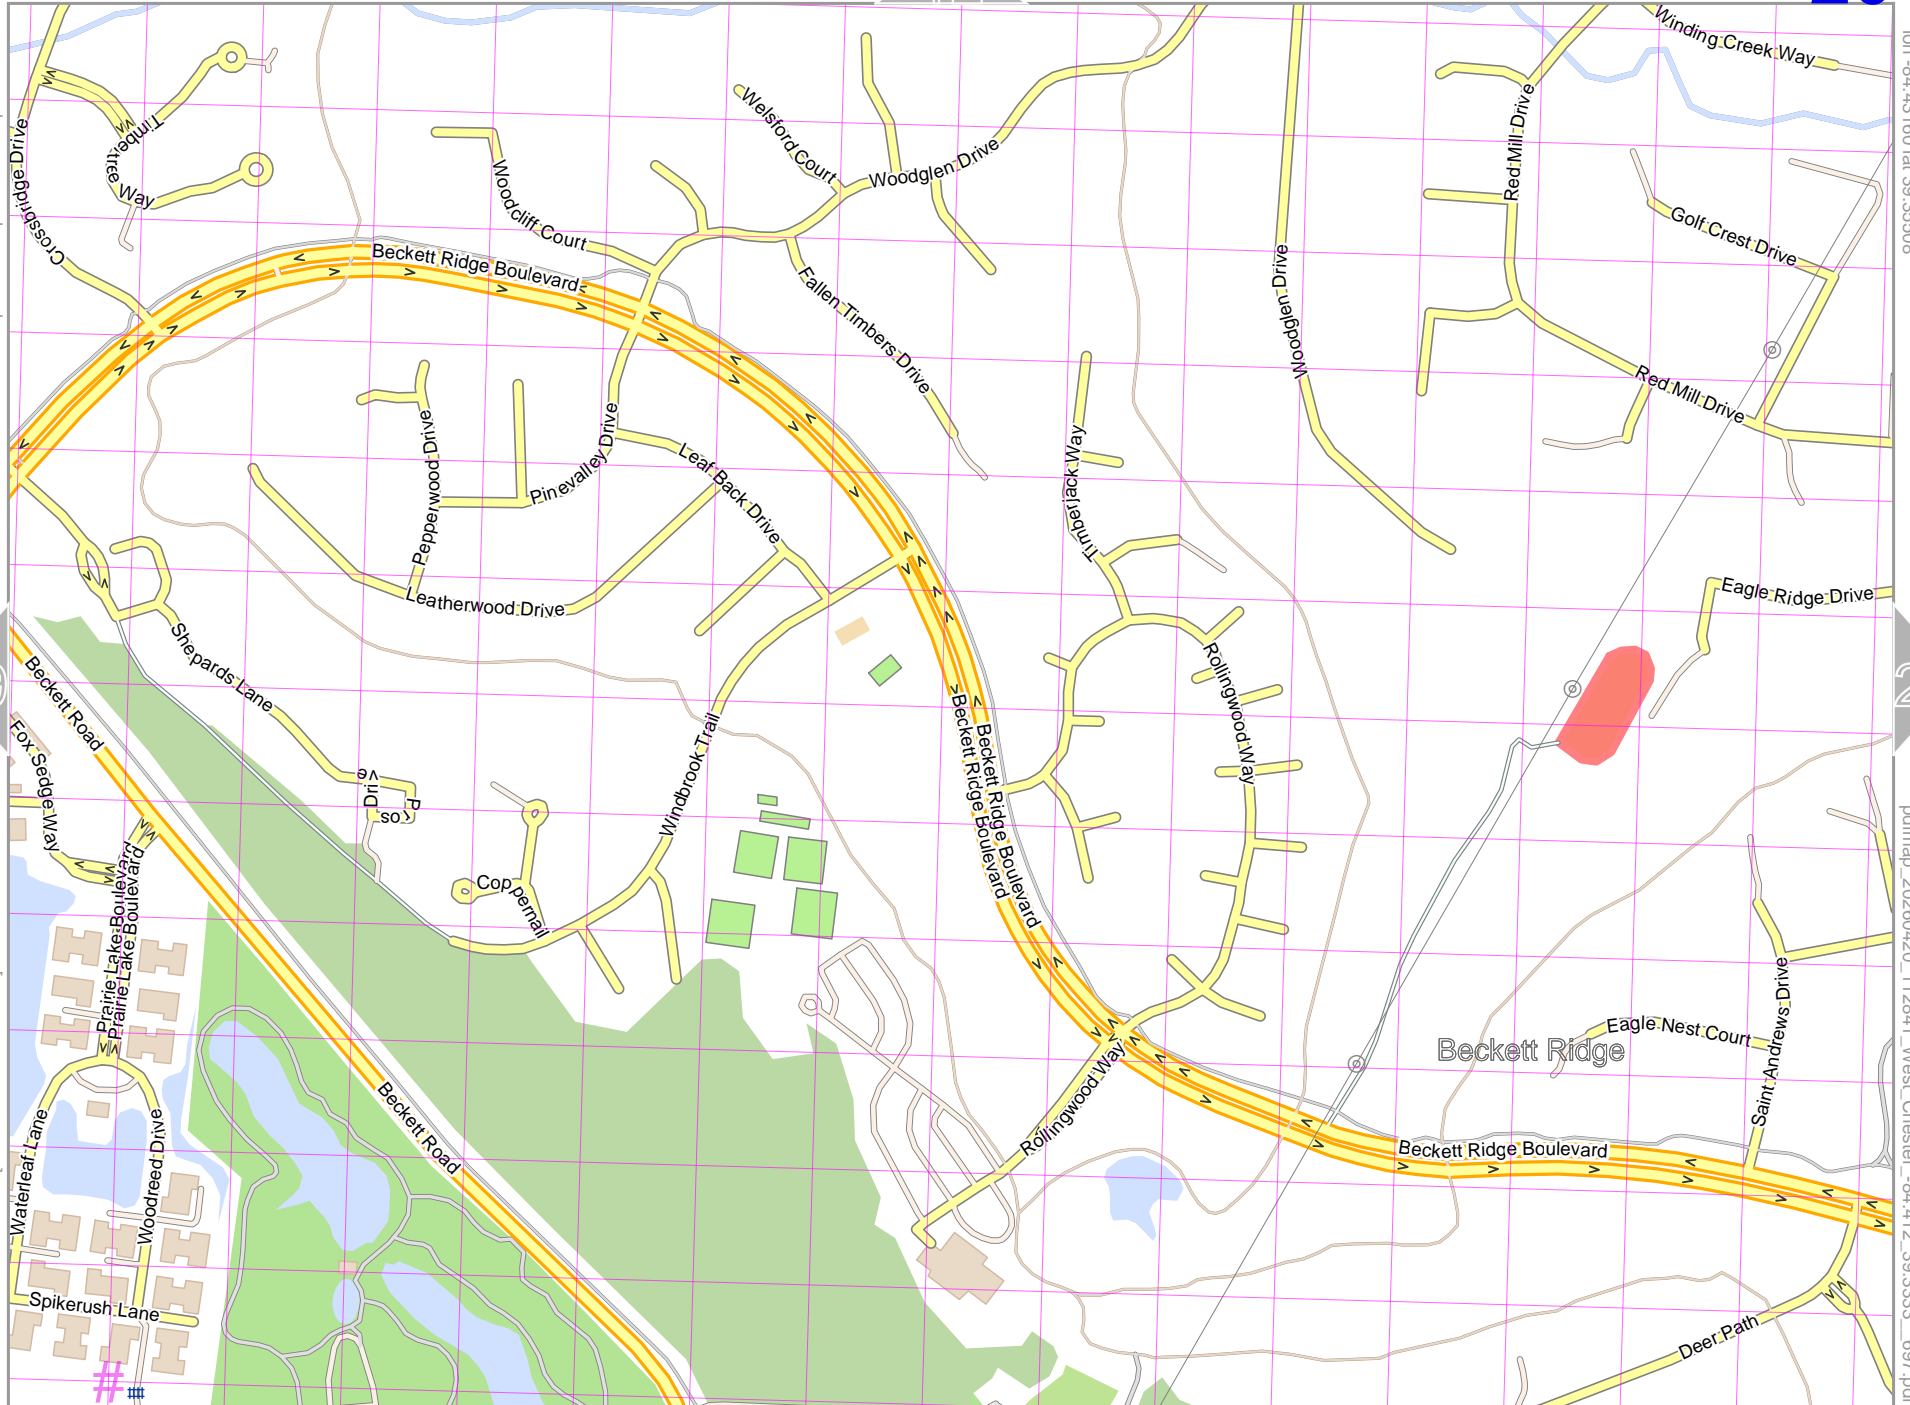 Winding Creek Way
Timbertree Way
Crossbridge Drive
Welsford Court
Woodglen Drive
Woodcliff Court
Red Mill Drive
Golf Crest Drive
Beckett Ridge Boulevard
Fallen Timbers Drive
Woodglen Drive
Red Mill Drive
Pepperwood Drive
Pinevalley Drive
Leaf Back Drive
Timberjack Way
Leatherwood Drive
Eagle Ridge Drive
Shepards Lane
Rollingwood Way
Beckett Road
Fox Sedge Way
Windbrook Trail
Beckett Ridge Boulevard
Beckett Ridge Boulevard
Coppernail
Prairie Lake Boulevard
Prairie Lake Boulevard
Saint Andrews Drive
Eagle Nest Court
Beckett Ridge
Rollingwood Way
Beckett Road
Waterleaf Lane
Woodreed Drive
Beckett Ridge Boulevard
Spikerush Lane
Deer Path